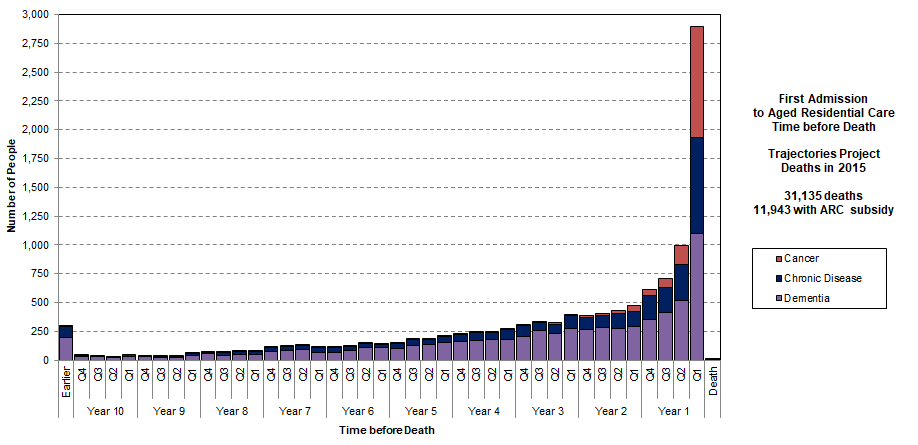 3,000
2,750
2,500
2,250
2,000
1,750
1,500
1,250
1,000
750
500
250
0
Number of People
Earlier Q4 Q3 Q2 Q1 Q4 Q3 Q2 Q1 Q4 Q3 Q2 Q1 Q4 Q3 Q2 Q1 Q4 Q3 Q2 Q1 Q4 Q3 Q2 Q1 Q4 Q3 Q2 Q1 Q4 Q3 Q2 Q1 Q4 Q3 Q2 Q1 Q4 Q3 Q2 Q1 Death
Year 10 Year 9 Year 8 Year 7 Year 6 Year 5 Year 4 Year 3 Year 2 Year 1
Time before Death
First Admission
to Aged Residential Care
Time before Death
Trajectories Project
Deaths in 2015
31,135 deaths
11,943 with ARC subsidy
Cancer
Chronic Disease
Dementia